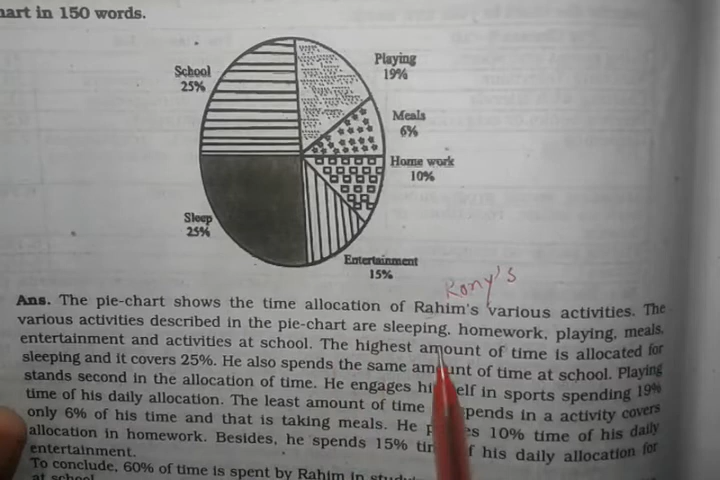 hart in 150 words.
School
25%
Playing
19%
Meals
6%
Home work
10%
Sleep
25%
Entertainment
15%
Rony's
Ans. The pie-chart shows the time allocation of Rahim's various activities. The
various activities described in the pie-chart are sleeping. homework, playing, meals,
entertainment and activities at school. The highest amount of time is allocated for
sleeping and it covers 25%. He also spends the same amount of time at school. Playing
stands second in the allocation of time. He engages himself in sports spending 19%
time of his daily allocation. The least amount of time spends in a activity covers
only 6% of his time and that is taking meals. He 10% time of his daily
allocation in homework. Besides, he spends 15% of his daily allocation for
entertainment.
To conclude, 60% of time is spent by Rahim in
at school